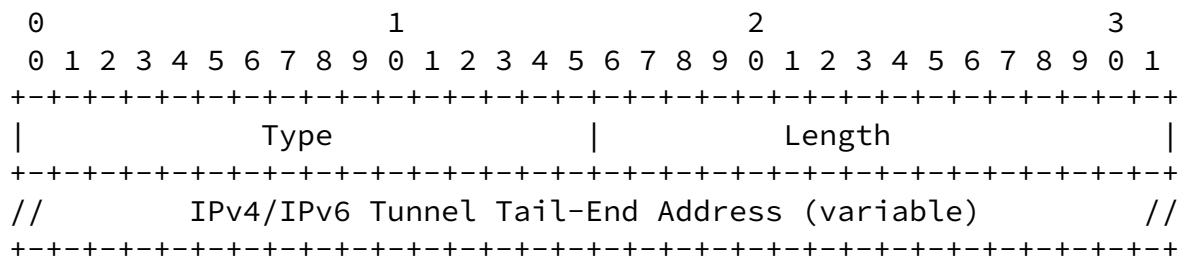 0                   1                   2                   3
 0 1 2 3 4 5 6 7 8 9 0 1 2 3 4 5 6 7 8 9 0 1 2 3 4 5 6 7 8 9 0 1
+-+-+-+-+-+-+-+-+-+-+-+-+-+-+-+-+-+-+-+-+-+-+-+-+-+-+-+-+-+-+-+-+
|             Type              |          Length               |
+-+-+-+-+-+-+-+-+-+-+-+-+-+-+-+-+-+-+-+-+-+-+-+-+-+-+-+-+-+-+-+-+
//         IPv4/IPv6 Tunnel Tail-End Address (variable)         //
+-+-+-+-+-+-+-+-+-+-+-+-+-+-+-+-+-+-+-+-+-+-+-+-+-+-+-+-+-+-+-+-+